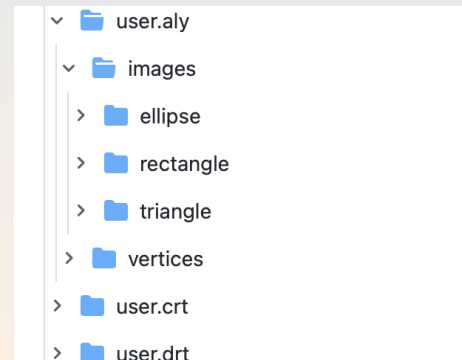 user.aly
images
ellipse
rectangle
triangle
vertices
user.crt
user.drt